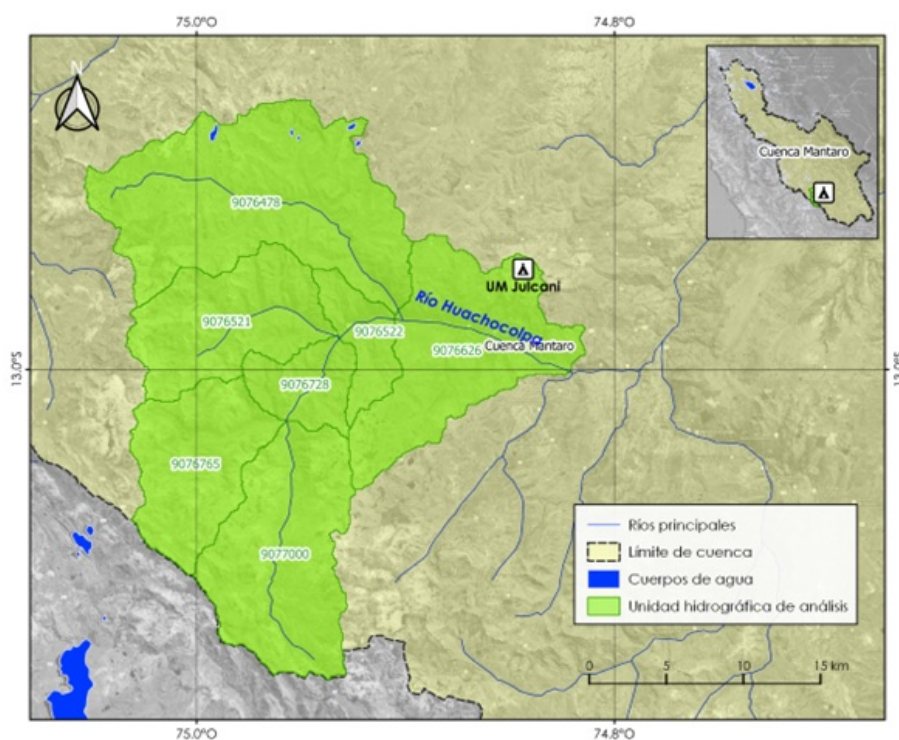 75.0°O
74.8°O
N
Cuenca Mantaro
9076478
UM Julcani
Río Huachocolpa
9076521
9076522
9076626
Cuenca Mantaro
13.0°S
13.0°S
9076728
9076765
9077000
Ríos principales
Límite de cuenca
Cuerpos de agua
Unidad hidrográfica de análisis
0 5 10 15 km
75.0°O
74.8°O